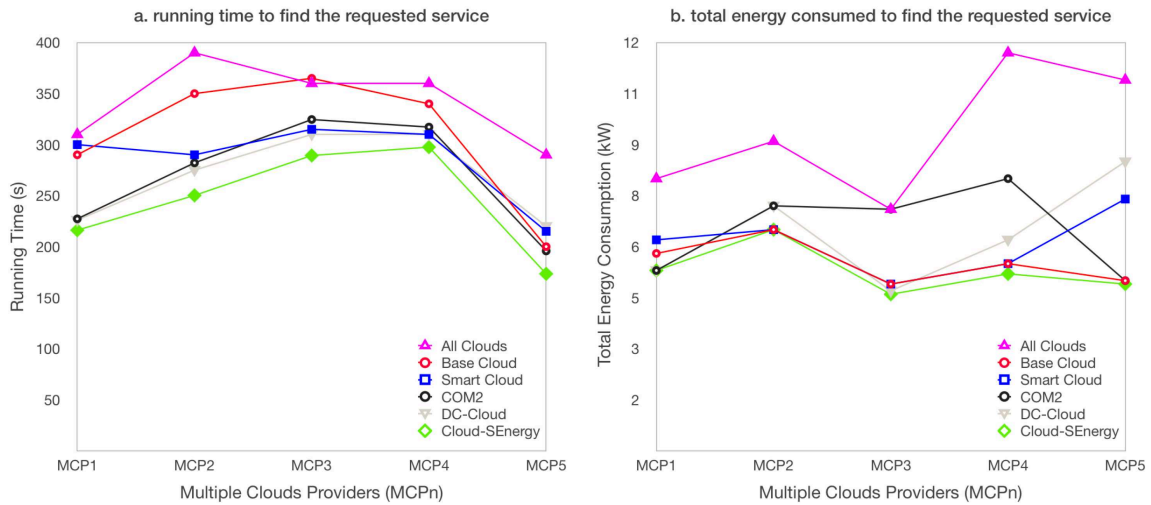 a. running time to find the requested service
400
350
300
250
200
150
100
50
Running Time (s)
All Clouds
Base Cloud
Smart Cloud
COM2
DC-Cloud
Cloud-SEnergy
MCP1
MCP2
MCP3
MCP4
MCP5
Multiple Clouds Providers (MCPn)
b. total energy consumed to find the requested service
12
11
9
8
6
5
3
2
Total Energy Consumption (kW)
All Clouds
Base Cloud
Smart Cloud
COM2
DC-Cloud
Cloud-SEnergy
MCP1
MCP2
MCP3
MCP4
MCP5
Multiple Clouds Providers (MCPn)